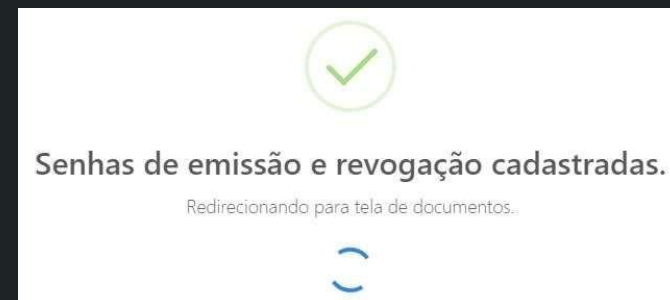 Senhas de emissão e revogação cadastradas.
Redirecionando para tela de documentos.